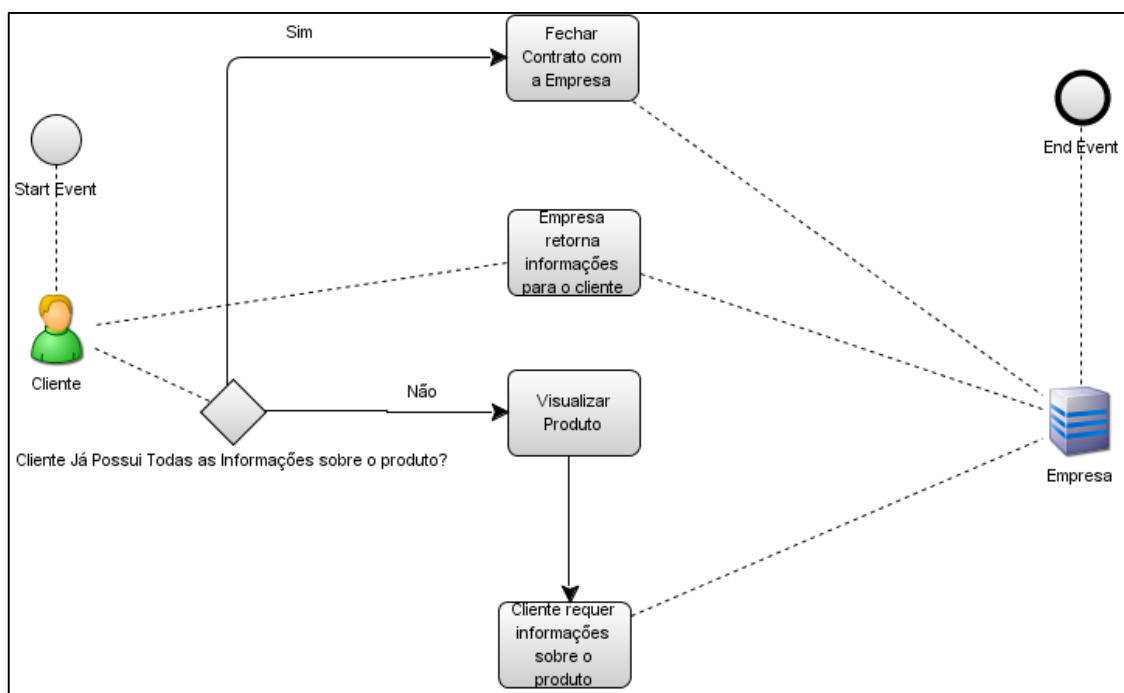 Sim
Fechar
Contrato com
a Empresa
Start Event
End Event
Empresa
retorna
informações
para o cliente
Cliente
Não
Visualizar
Produto
Cliente Já Possui Todas as Informações sobre o produto?
Empresa
Cliente requer
informações
sobre o
produto